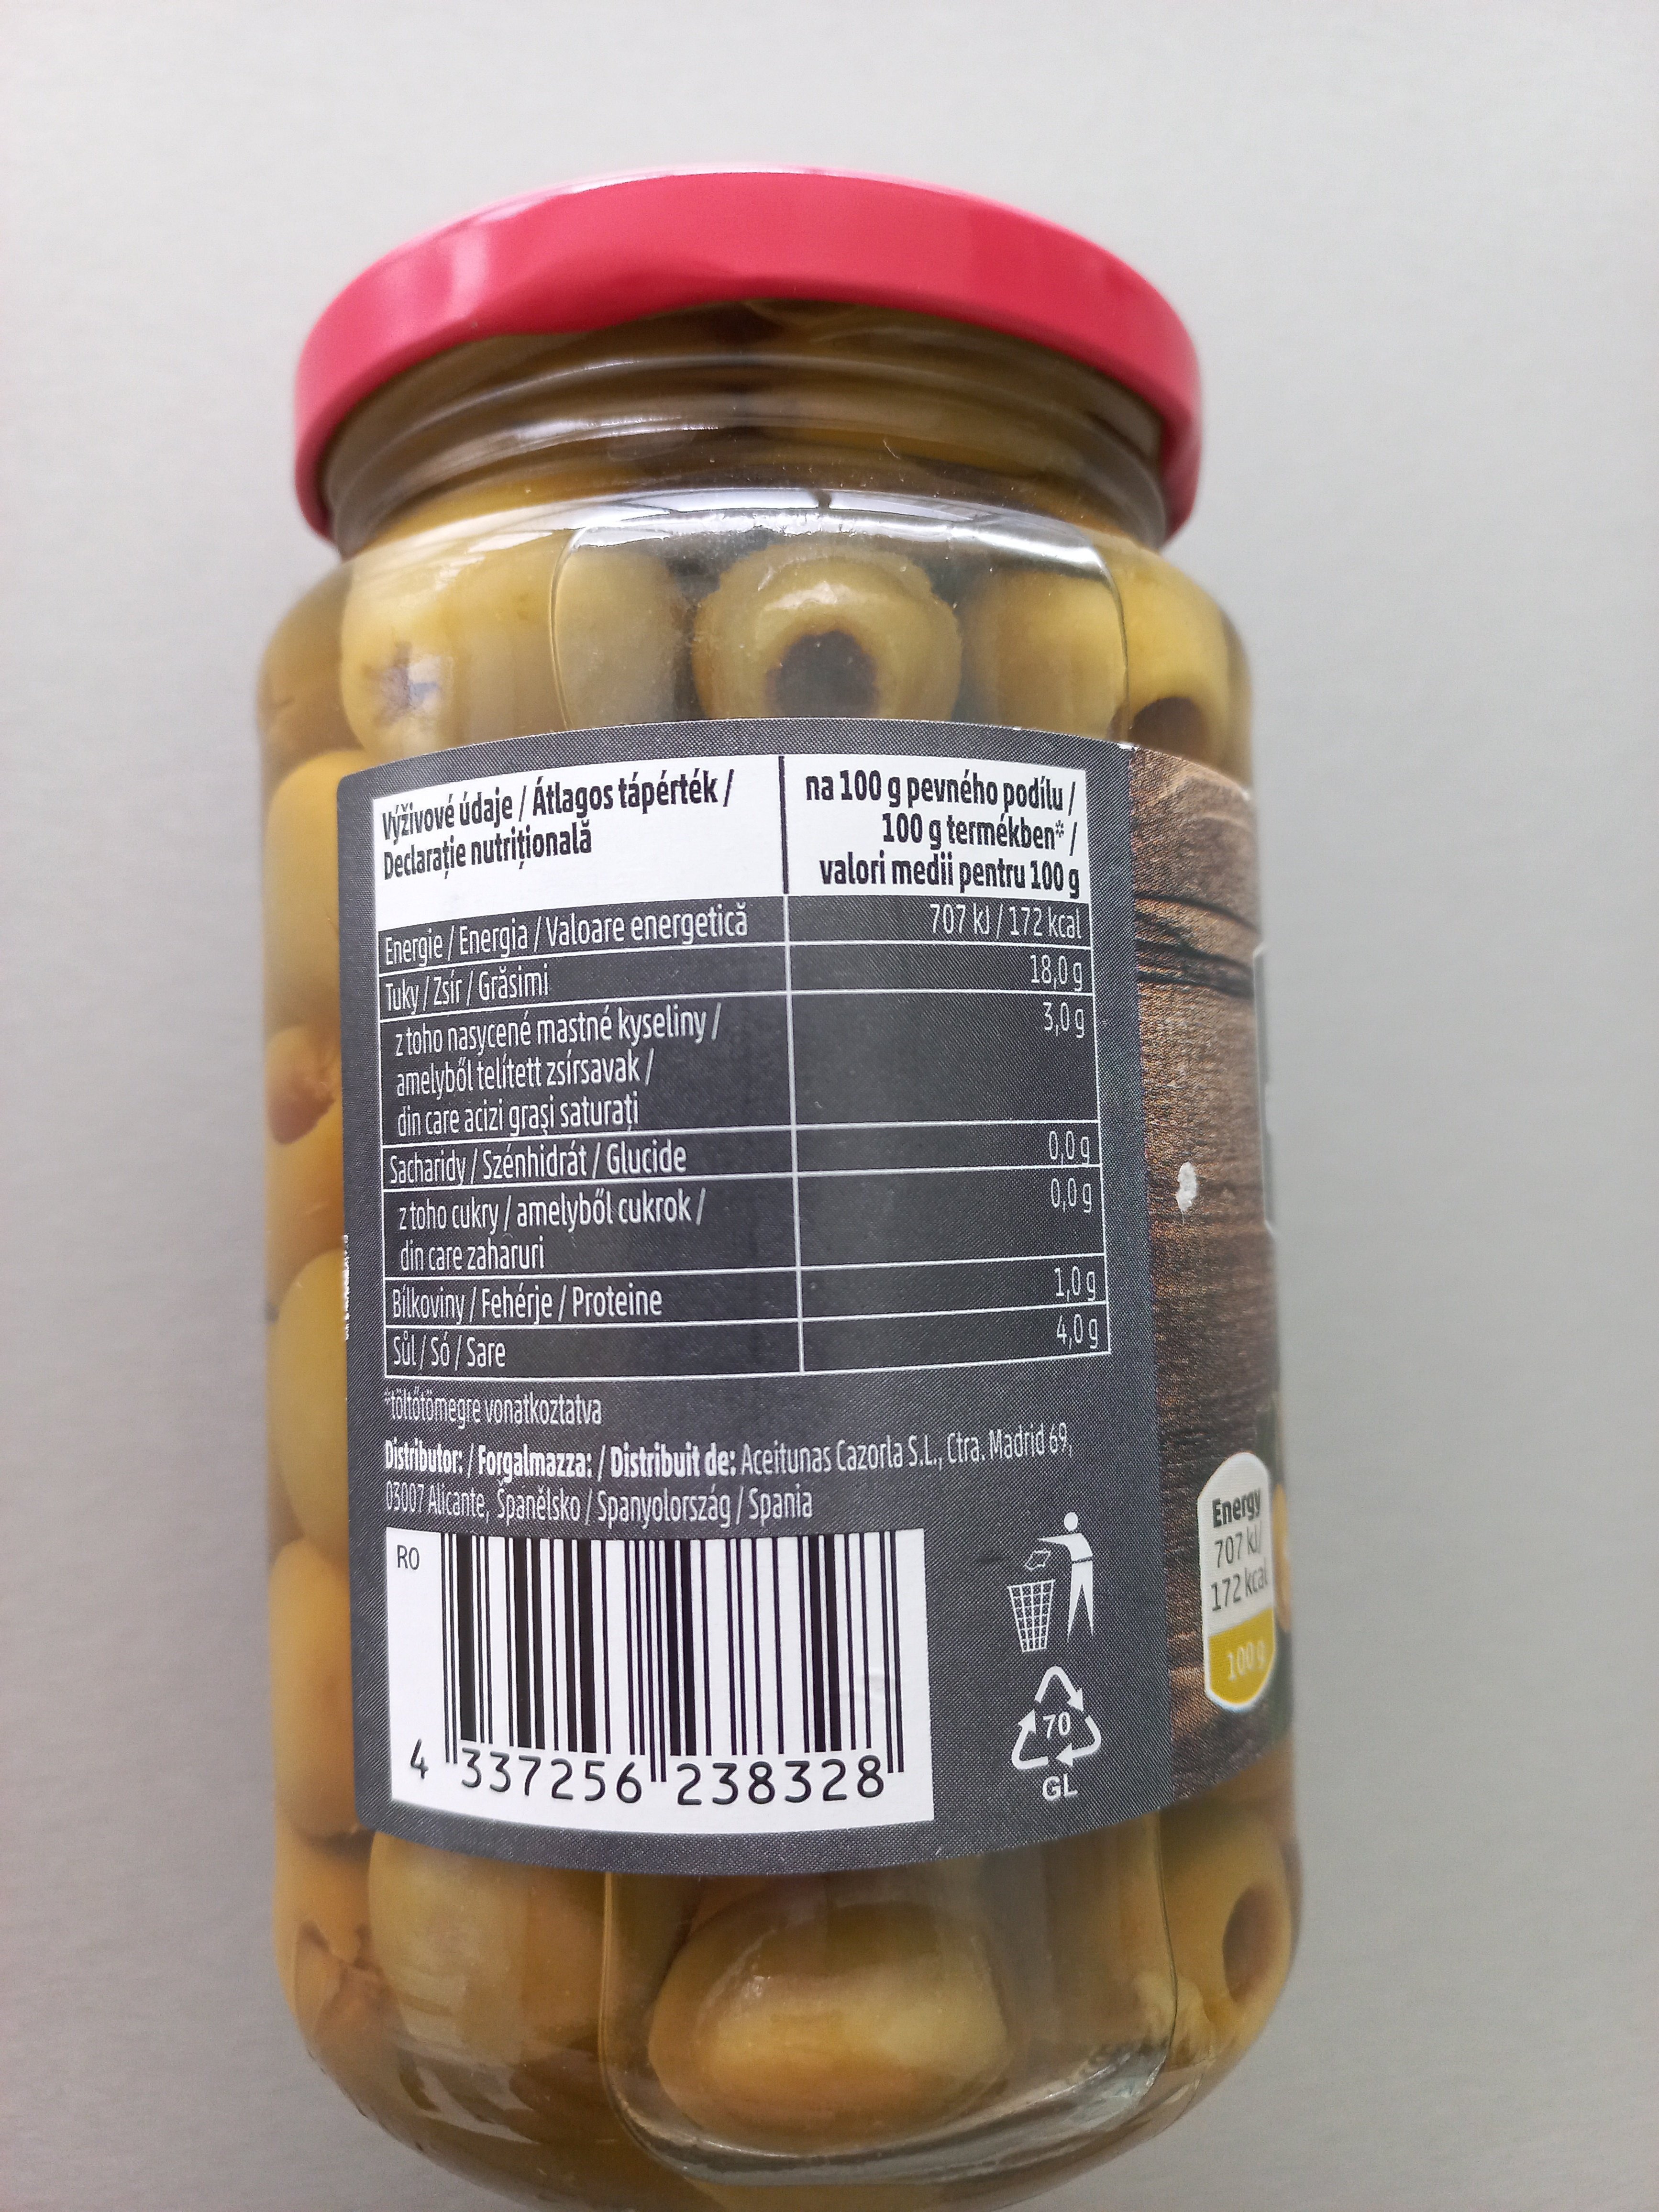 Výživové údaje / Átlagos tápérték /
Declarație nutrițională
na 100 g pevného podílu /
100 g termékben* /
valori medii pentru 100 g
Energie / Energia / Valoare energetică 707 kJ / 172 kcal
Tuky / Zsír / Grăsimi 18,0 g
z toho nasycené mastné kyseliny / 3,0 g
amelyből telített zsírsavak /
din care acizi grași saturați
Sacharidy / Szénhidrát / Glucide 0,0 g
z toho cukry / amelyből cukrok / 0,0 g
din care zaharuri
Bílkoviny / Fehérje / Proteine 1,0 g
Sůl / Só / Sare 4,0 g
*töltőtömegre vonatkoztatva
Distributor: / Forgalmazza: / Distribuit de: Aceitunas Cazorla S.L., Ctra. Madrid 69,
03007 Alicante, Španělsko / Spanyolország / Spania
RO
4 337256 238328
70
GL
Energy
707 kJ/
172 kcal
100 g